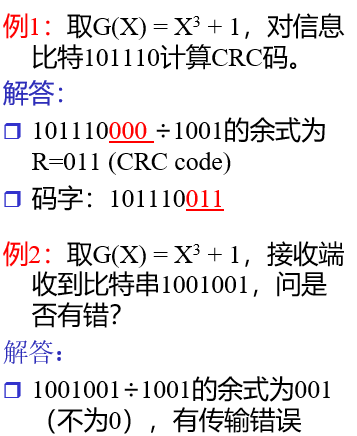 例1：取G(X) = X³ + 1，对信息
比特101110计算CRC码。
解答：
❒ 101110000 ÷1001的余式为
R=011 (CRC code)
❒ 码字：101110011
例2：取G(X) = X³ + 1，接收端
收到比特串1001001，问是
否有错？
解答：
❒ 1001001÷1001的余式为001
（不为0），有传输错误